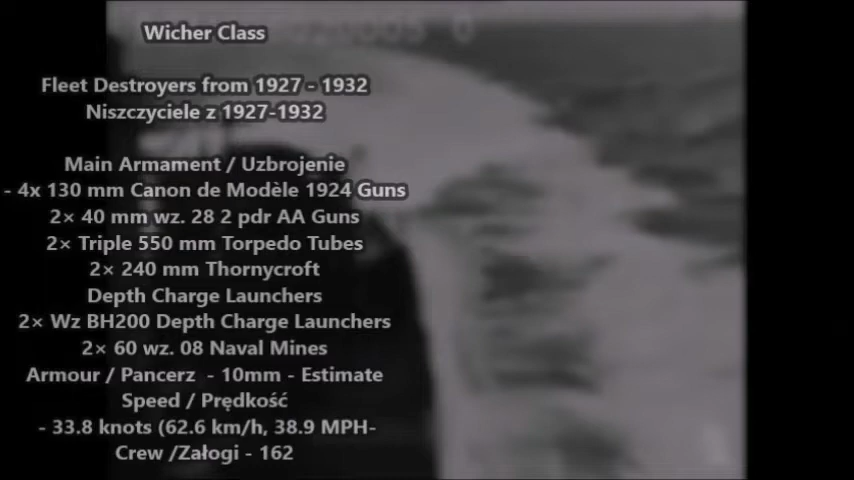 Wicher Class
Fleet Destroyers from 1927 - 1932
Niszczyciele z 1927-1932
Main Armament / Uzbrojenie
- 4x 130 mm Canon de Modèle 1924 Guns
2× 40 mm wz. 28 2 pdr AA Guns
2× Triple 550 mm Torpedo Tubes
2× 240 mm Thornycroft
Depth Charge Launchers
2× Wz BH200 Depth Charge Launchers
2× 60 wz. 08 Naval Mines
Armour / Pancerz - 10mm - Estimate
Speed / Prędkość
- 33.8 knots (62.6 km/h, 38.9 MPH-
Crew /Załogi - 162